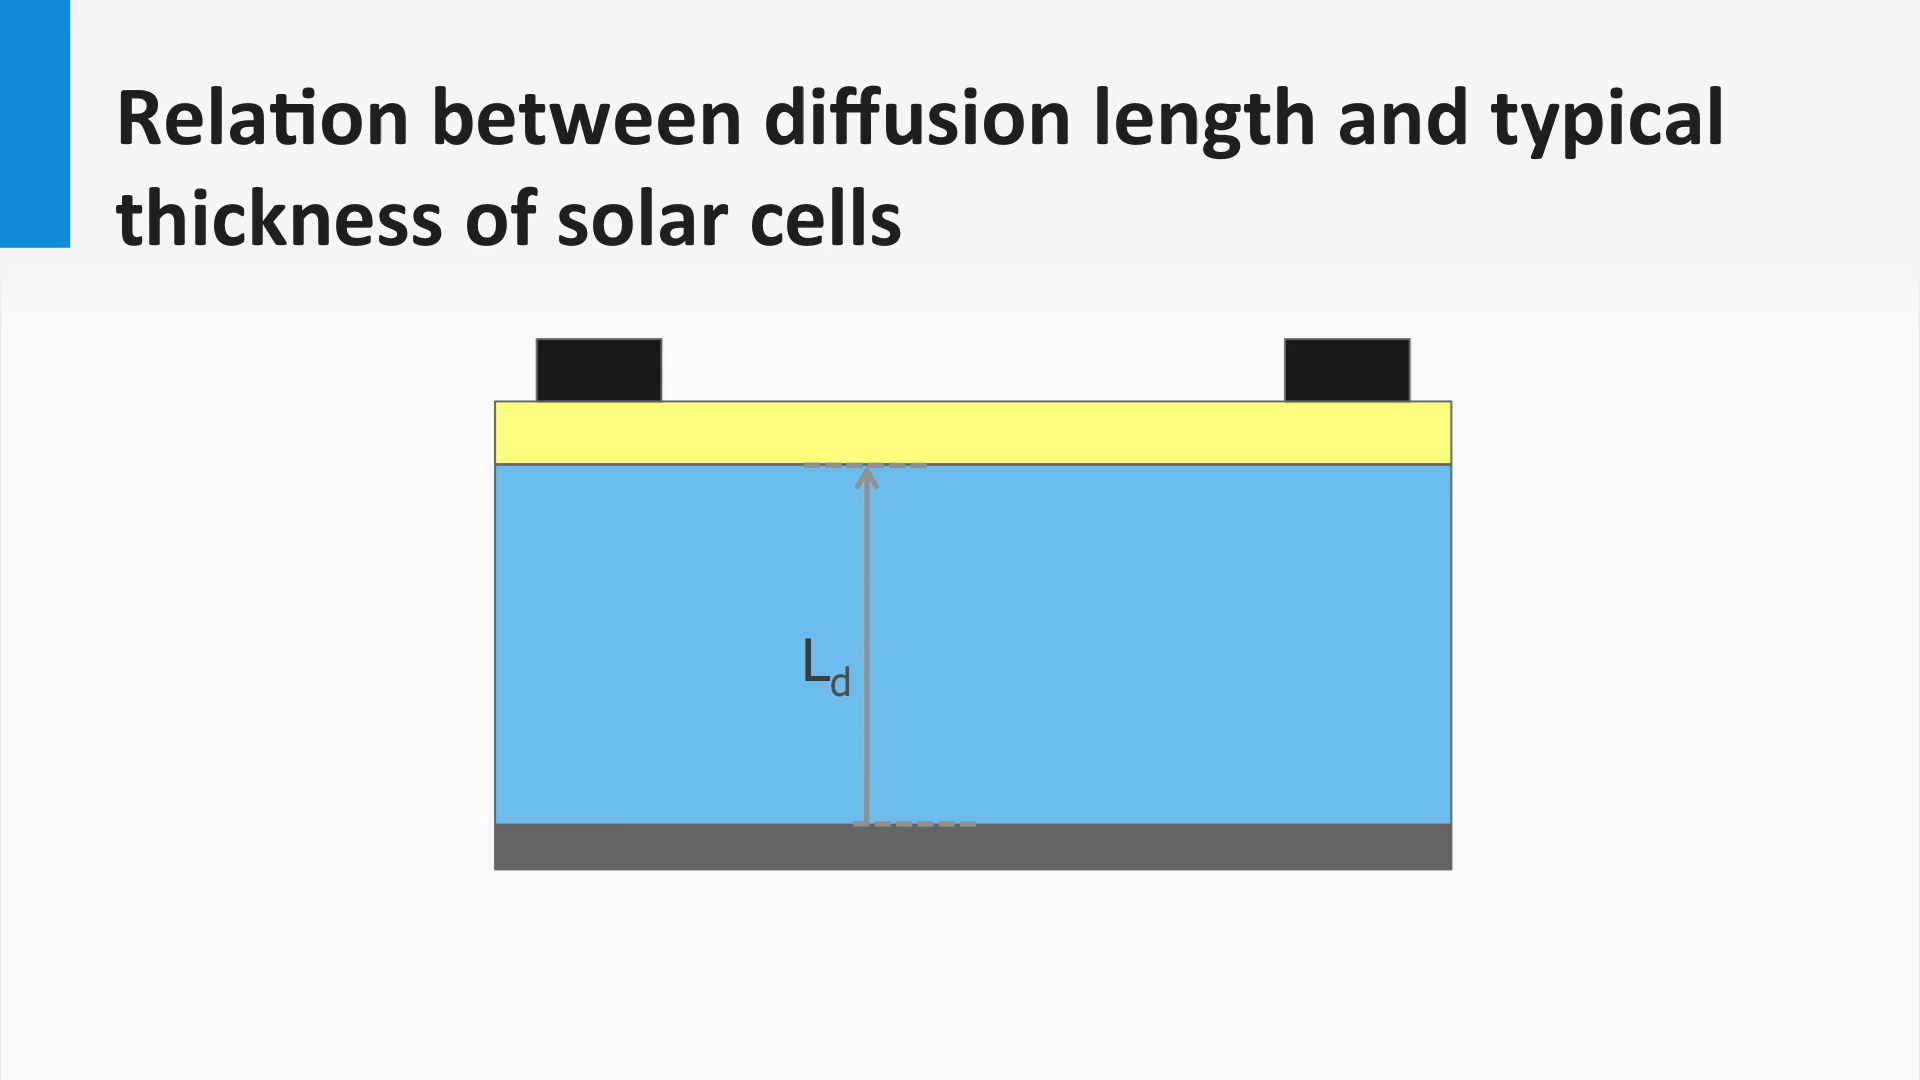 Relation between diffusion length and typical
thickness of solar cells
Ld